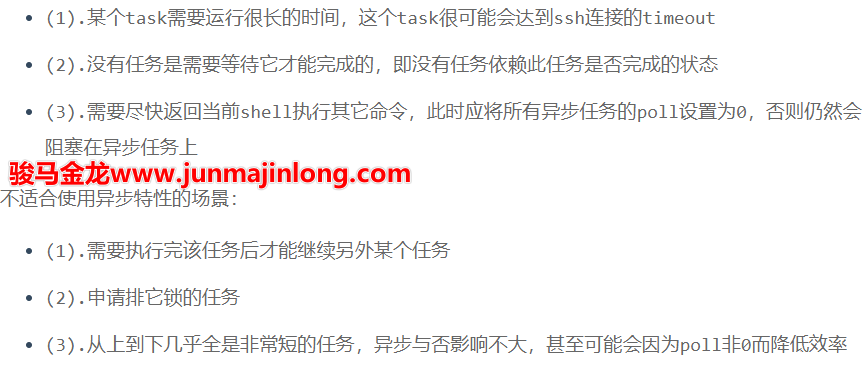 (1).某个task需要运行很长的时间，这个task很可能会达到ssh连接的timeout
(2).没有任务是需要等待它才能完成的，即没有任务依赖此任务是否完成的状态
(3).需要尽快返回当前shell执行其它命令，此时应将所有异步任务的poll设置为0，否则仍然会
阻塞在异步任务上
骏马金龙www.junmajinlong.com
不适合使用异步特性的场景：
(1).需要执行完该任务后才能继续另外某个任务
(2).申请排它锁的任务
(3).从上到下几乎全是非常短的任务，异步与否影响不大，甚至可能会因为poll非0而降低效率